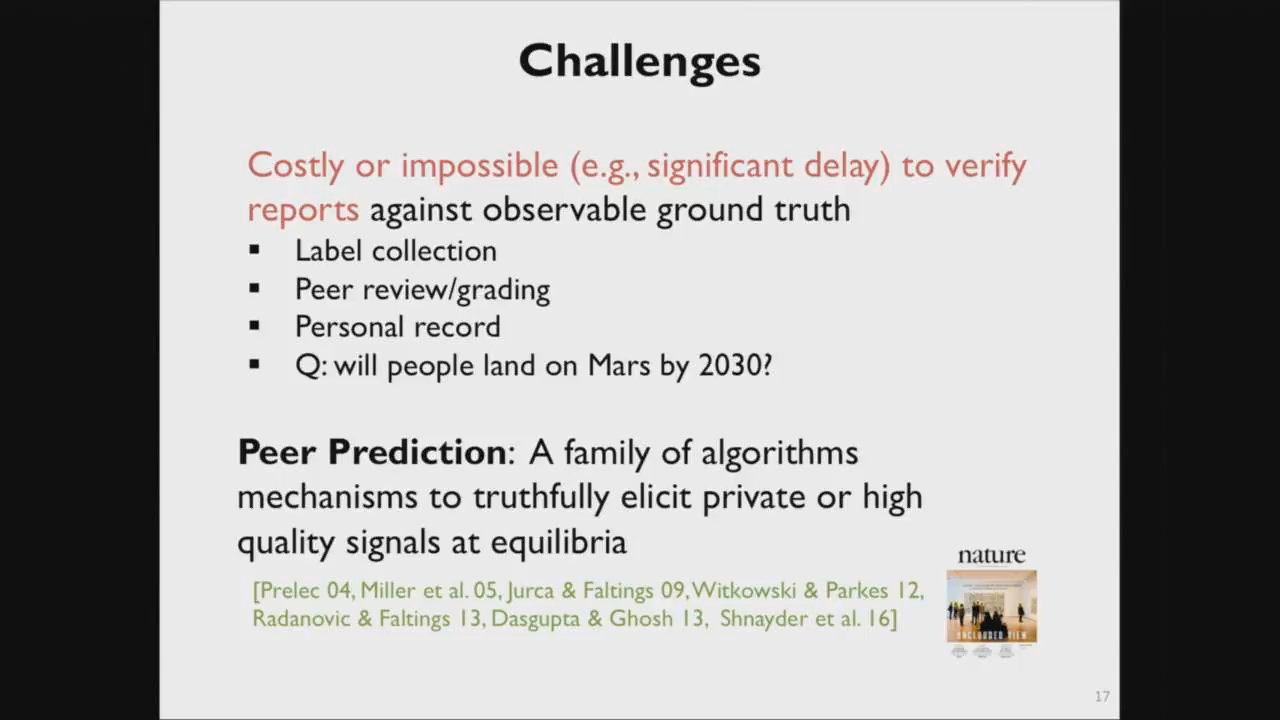 Challenges
Costly or impossible (e.g., significant delay) to verify
reports against observable ground truth
▪ Label collection
▪ Peer review/grading
▪ Personal record
▪ Q: will people land on Mars by 2030?
Peer Prediction: A family of algorithms
mechanisms to truthfully elicit private or high
quality signals at equilibria
[Prelec 04, Miller et al. 05, Jurca & Faltings 09, Witkowski & Parkes 12,
Radanovic & Faltings 13, Dasgupta & Ghosh 13, Shnayder et al. 16]
nature
UNCLOUDED VIEW
17